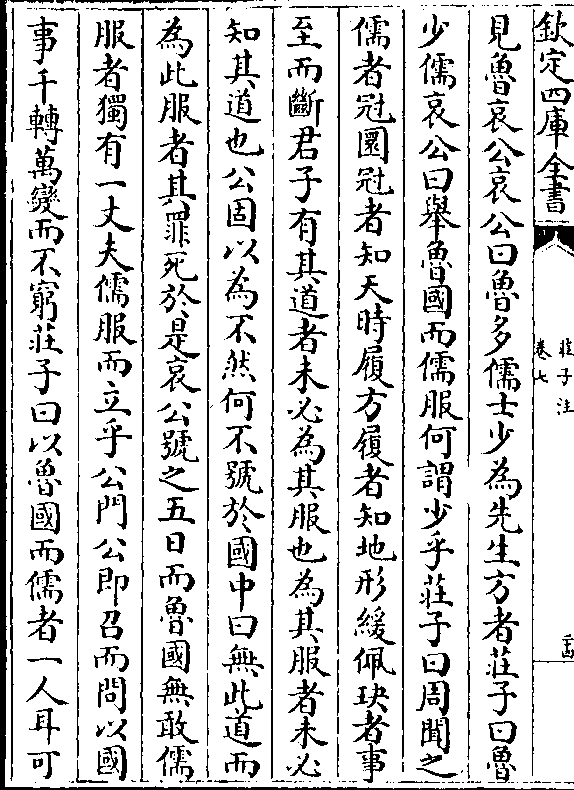 欽定四庫全書
莊子注
卷七
見魯哀公哀公曰魯多儒士少為先生方者莊子曰魯
少儒哀公曰舉魯國而儒服何謂少乎莊子曰周聞之
儒者冠圜冠者知天時履方履者知地形緩佩玦者事
至而斷君子有其道者未必為其服也為其服者未必
知其道也公固以為不然何不號於國中曰無此道而
為此服者其罪死於是哀公號之五日而魯國無敢儒
服者獨有一丈夫儒服而立乎公門公即召而問以國
事千轉萬變而不窮莊子曰以魯國而儒者一人耳可